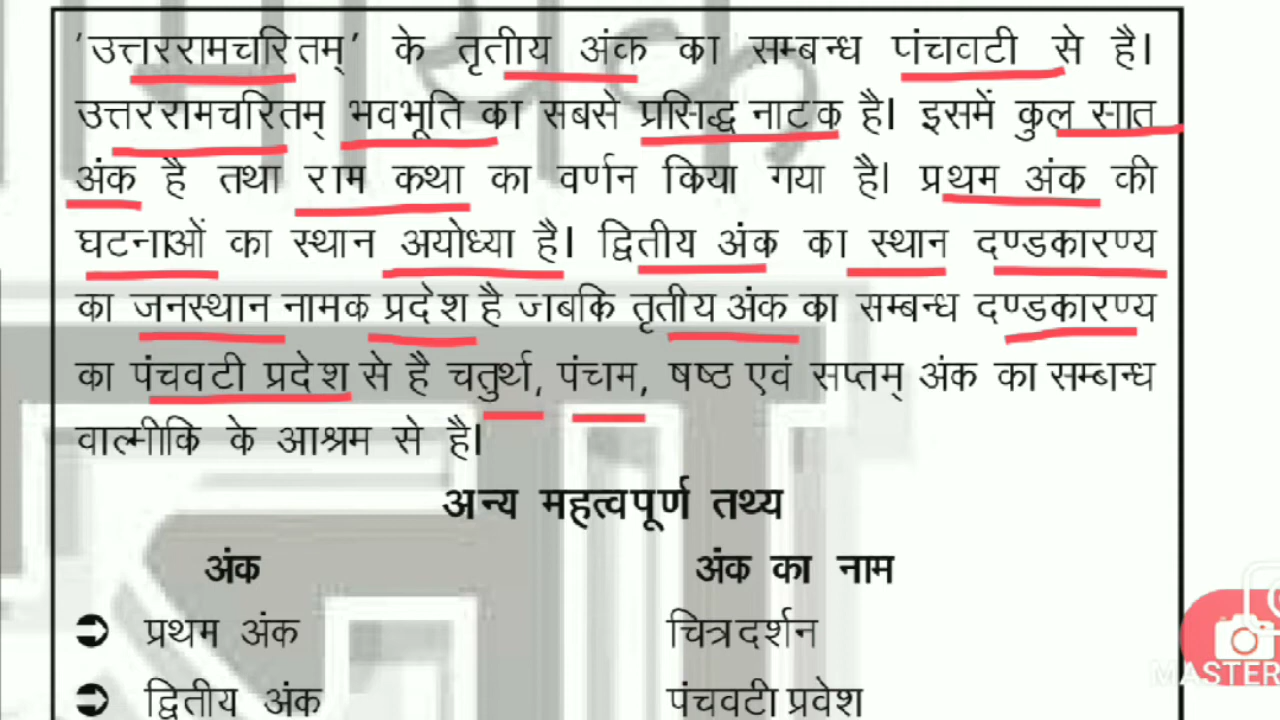 'उत्तररामचरितम्' के तृतीय अंक का सम्बन्ध पंचवटी से है।
उत्तररामचरितम् भवभूति का सबसे प्रसिद्ध नाटक है। इसमें कुल सात
अंक है तथा राम कथा का वर्णन किया गया है। प्रथम अंक की
घटनाओं का स्थान अयोध्या है। द्वितीय अंक का स्थान दण्डकारण्य
का जनस्थान नामक प्रदेश है जबकि तृतीय अंक का सम्बन्ध दण्डकारण्य
का पंचवटी प्रदेश से है चतुर्थ, पंचाम, षष्ठ एवं सप्तम् अंक का सम्बन्ध
वाल्मीकि के आश्रम से है।
अन्य महत्वपूर्ण तथ्य
अंक अंक का नाम
प्रथम अंक चित्रदर्शन
द्वितीय अंक पंचवटी प्रवेश
MASTER